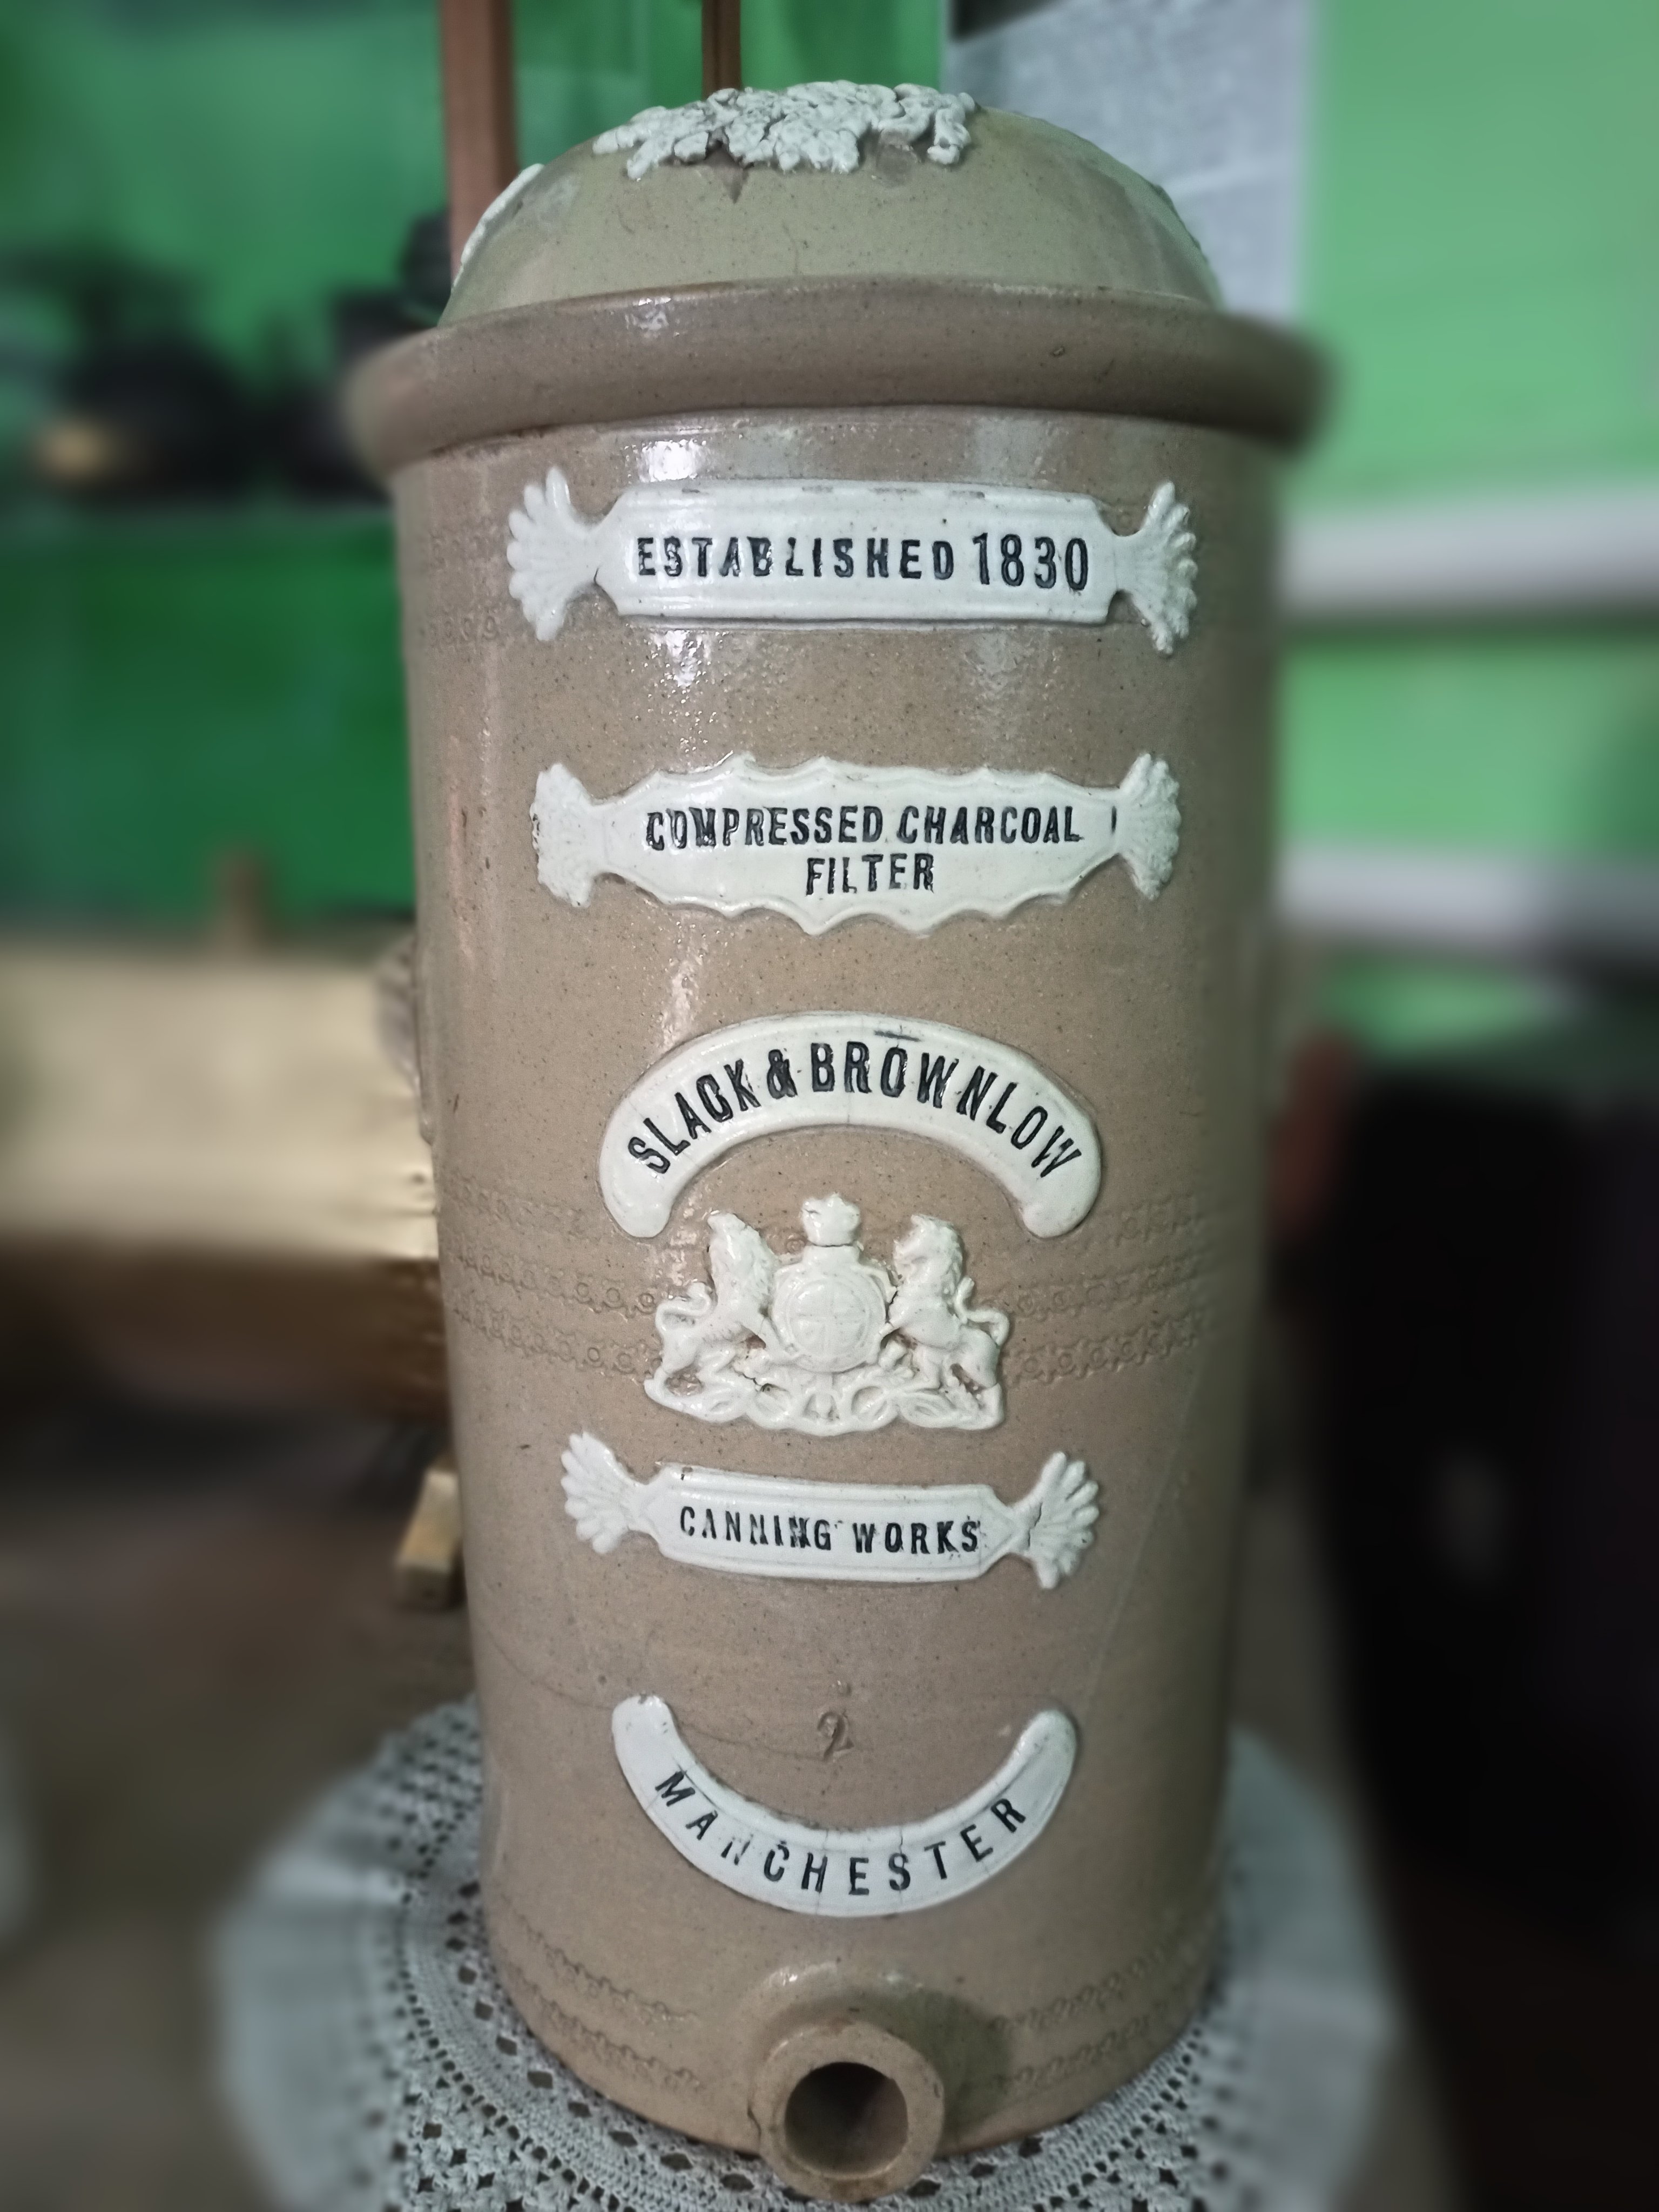 ESTABLISHED 1830
COMPRESSED CHARCOAL
FILTER
SLACK & BROWNLOW
CANNING WORKS
2
MANCHESTER